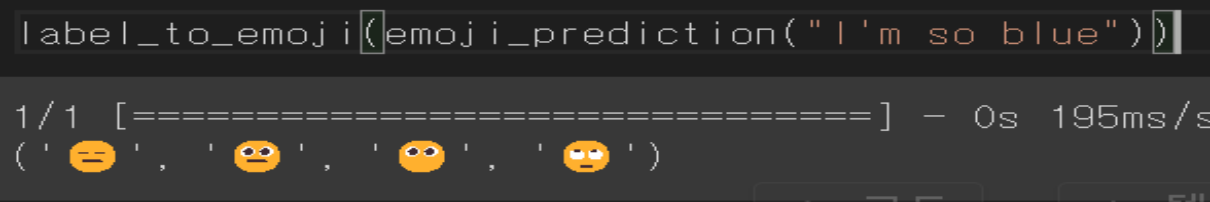 label_to_emoji(emoji_prediction("I'm so blue"))
1/1 [==============================] - 0s 195ms/s
('😑', '🙄', '😶', '🙄')